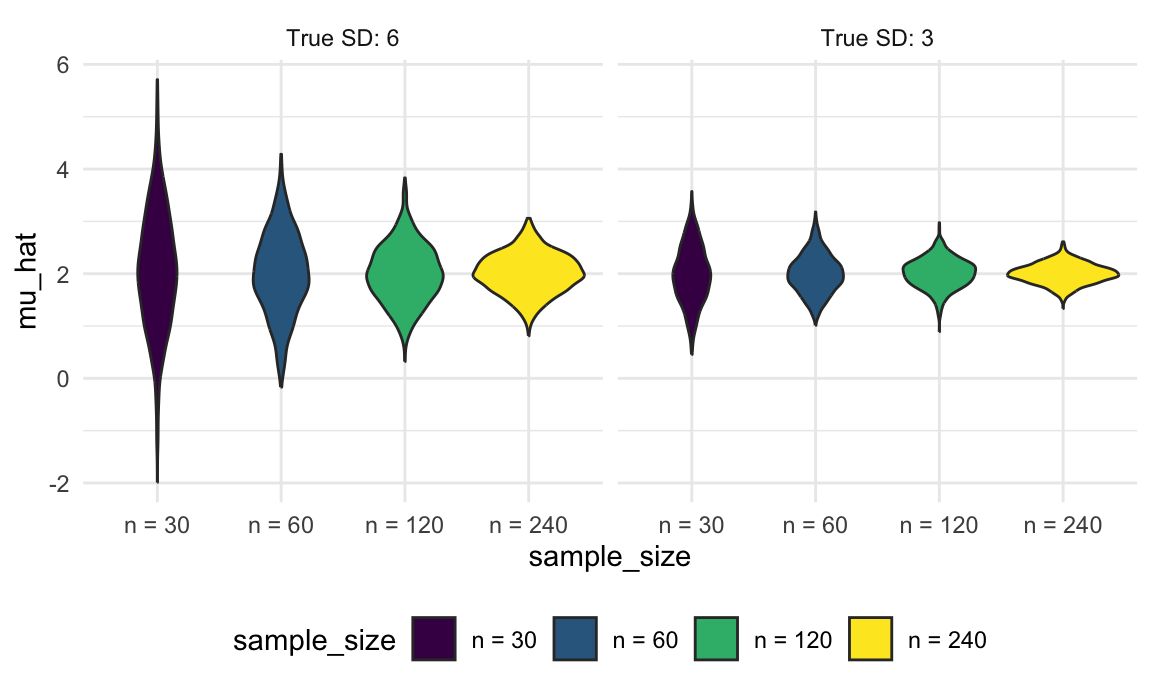 True SD: 6 True SD: 3
6
4
2
0
-2
mu_hat
n = 30 n = 60 n = 120 n = 240 n = 30 n = 60 n = 120 n = 240
sample_size
sample_size n = 30 n = 60 n = 120 n = 240